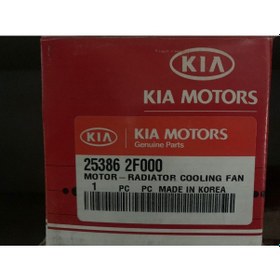 KIA
KIA MOTORS
KIA KIA MOTORS
Genuine Parts
25386 2F000
MOTOR-RADIATOR COOLING FAN
1 PC PC MADE IN KOREA